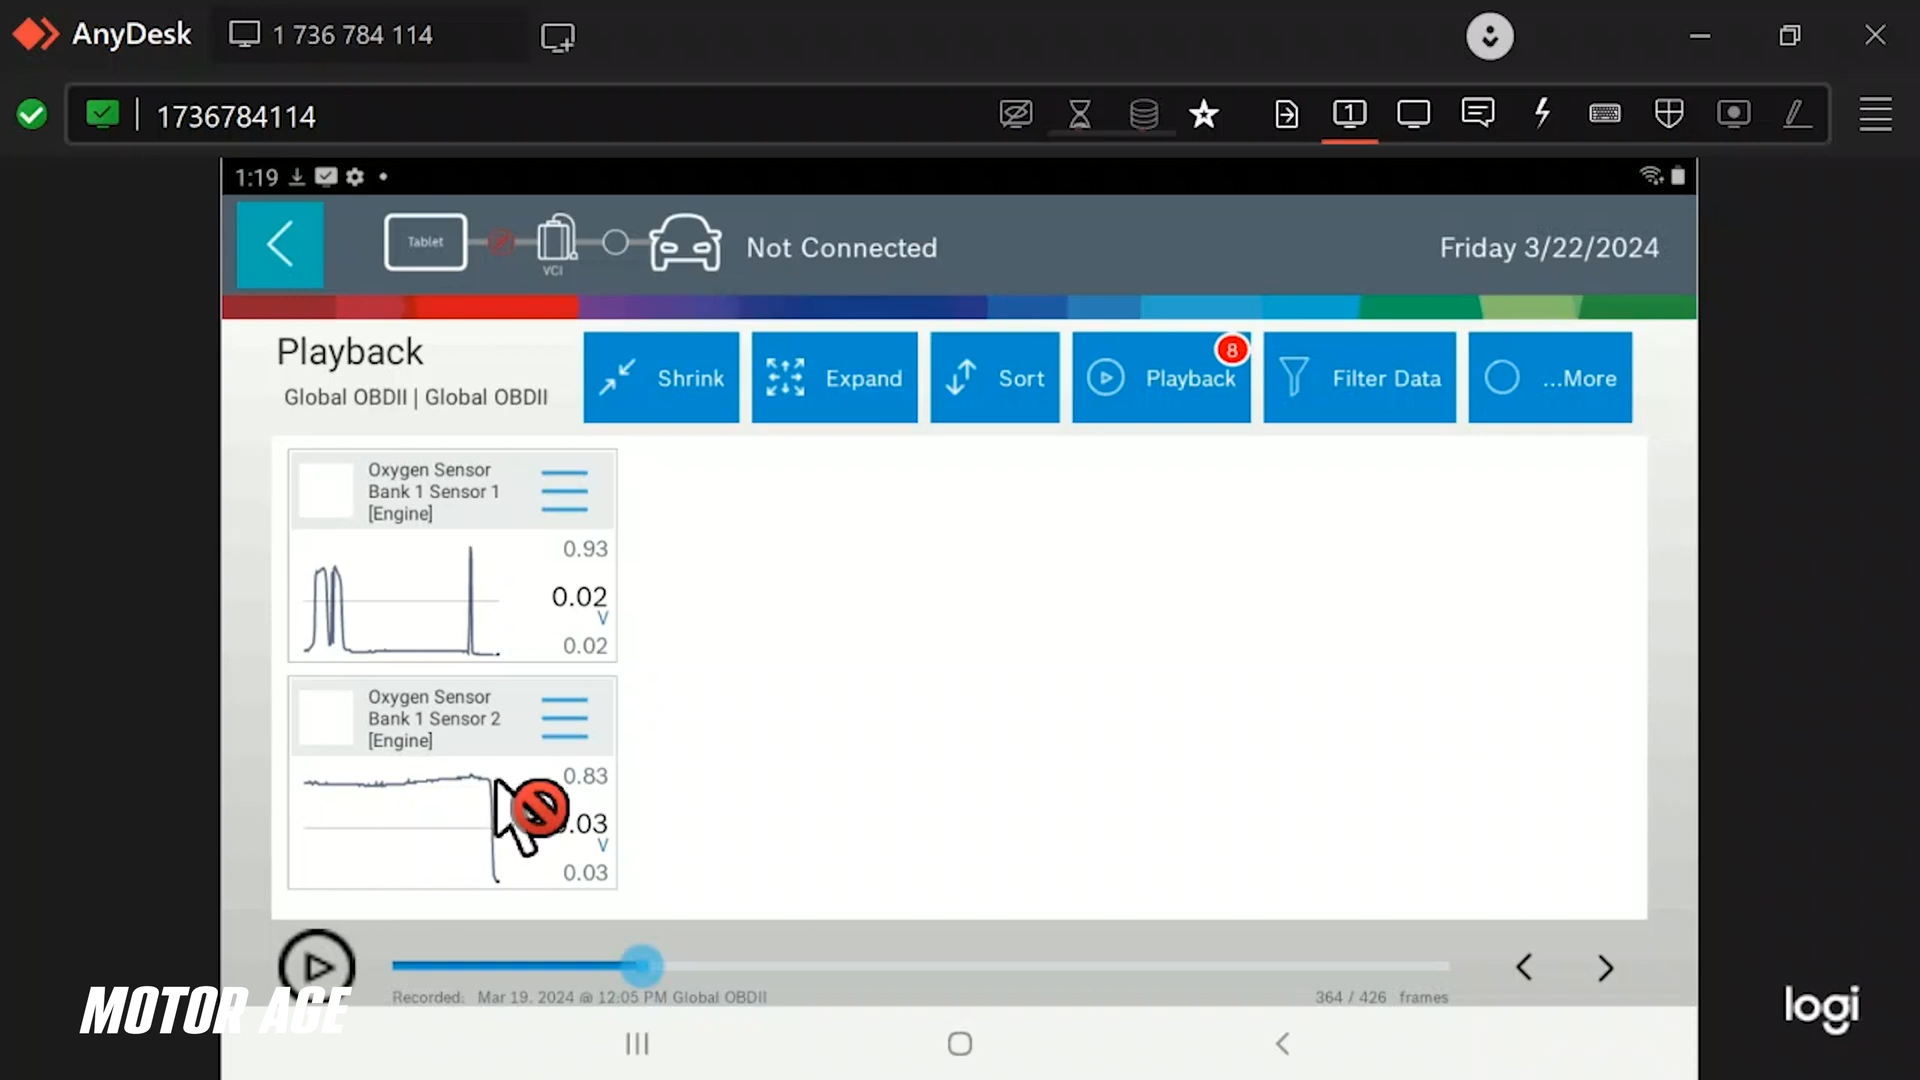 AnyDesk
1 736 784 114
1736784114
1
1:19
Tablet
VCI
Not Connected
Friday 3/22/2024
Playback
Global OBDII | Global OBDII
Shrink
Expand
Sort
Playback
8
Filter Data
...More
Oxygen Sensor
Bank 1 Sensor 1
[Engine]
0.93
0.02
V
0.02
Oxygen Sensor
Bank 1 Sensor 2
[Engine]
0.83
.03
V
0.03
Recorded: Mar 19, 2024 @ 12:05 PM Global OBDII
364 / 426 frames
MOTOR AGE
logi